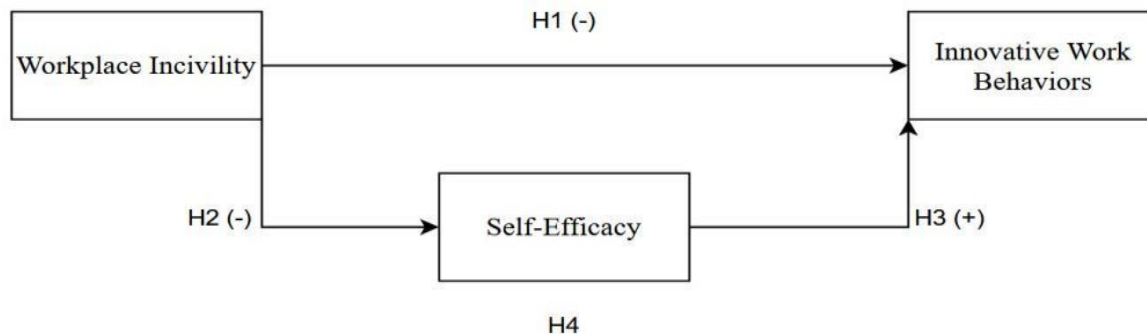 H1 (-)
Workplace Incivility
Innovative Work
Behaviors
H2 (-)
Self-Efficacy
H3 (+)
H4